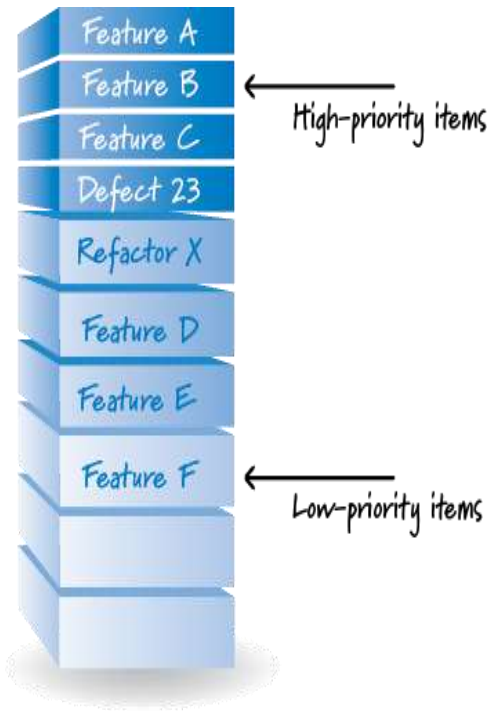 Feature A
Feature B
High-priority items
Feature C
Defect 23
Refactor X
Feature D
Feature E
Feature F
Low-priority items